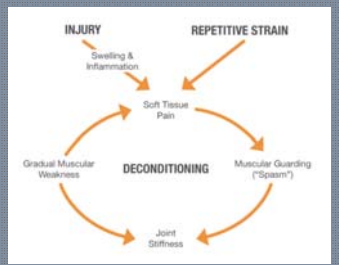 INJURY
REPETITIVE STRAIN
Swelling &
Inflammation
Soft Tissue
Pain
Gradual Muscular
Weakness
DECONDITIONING
Muscular Guarding
("Spasm")
Joint
Stiffness